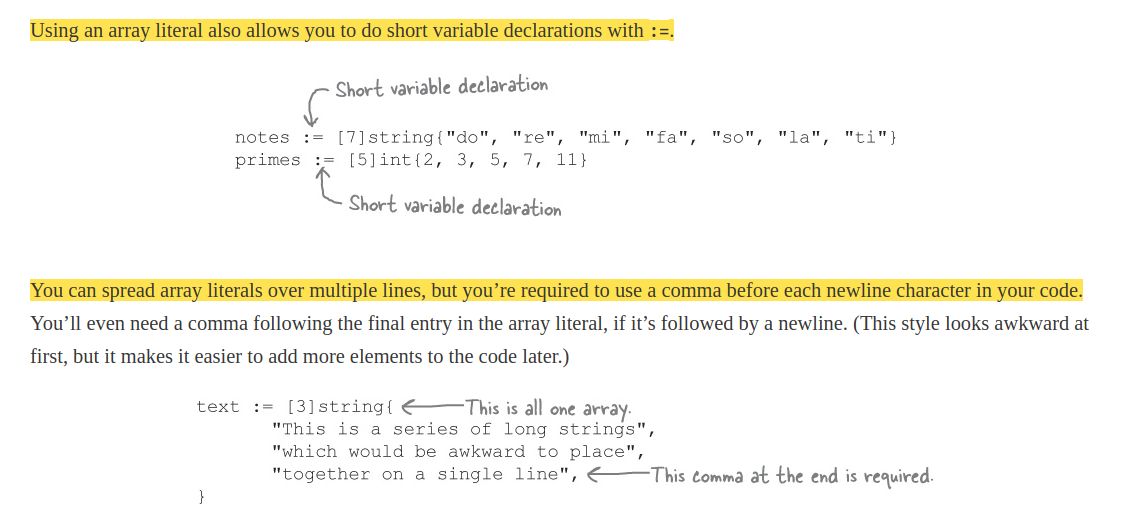 Using an array literal also allows you to do short variable declarations with :=.
Short variable declaration
notes := [7]string{"do", "re", "mi", "fa", "so", "la", "ti"}
primes := [5]int{2, 3, 5, 7, 11}
Short variable declaration
You can spread array literals over multiple lines, but you’re required to use a comma before each newline character in your code.
You’ll even need a comma following the final entry in the array literal, if it’s followed by a newline. (This style looks awkward at
first, but it makes it easier to add more elements to the code later.)
text := [3]string{ This is all one array.
"This is a series of long strings",
"which would be awkward to place",
"together on a single line", This comma at the end is required.
}